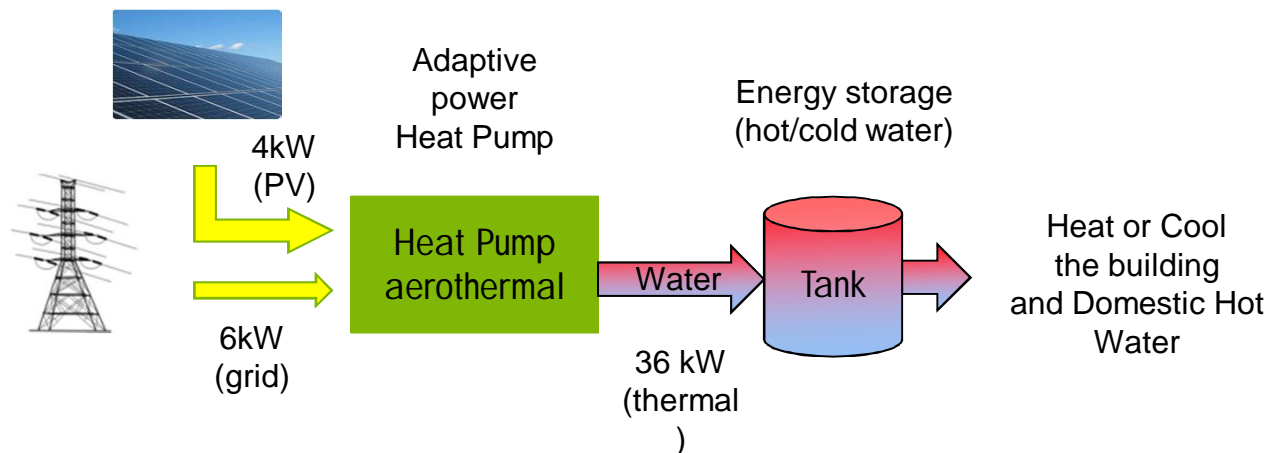 Adaptive
power
Heat Pump
Energy storage
(hot/cold water)
4kW
(PV)
Heat Pump
aerothermal
Water
Tank
Heat or Cool
the building
and Domestic Hot
Water
6kW
(grid)
36 kW
(thermal
)